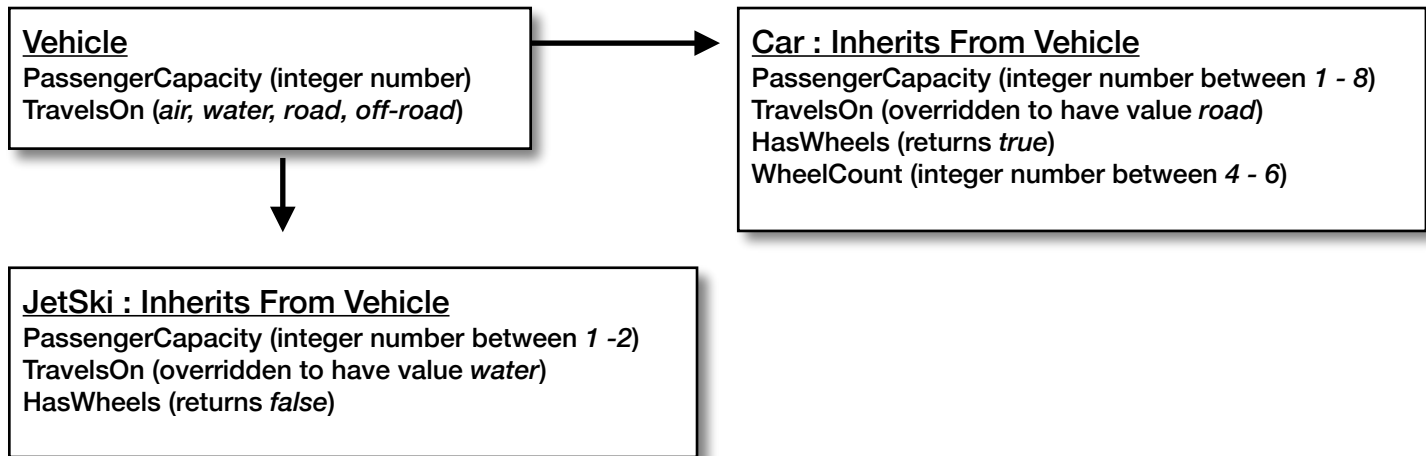 Vehicle
PassengerCapacity (integer number)
TravelsOn (air, water, road, off-road)
Car : Inherits From Vehicle
PassengerCapacity (integer number between 1 - 8)
TravelsOn (overridden to have value road)
HasWheels (returns true)
WheelCount (integer number between 4 - 6)
JetSki : Inherits From Vehicle
PassengerCapacity (integer number between 1 -2)
TravelsOn (overridden to have value water)
HasWheels (returns false)